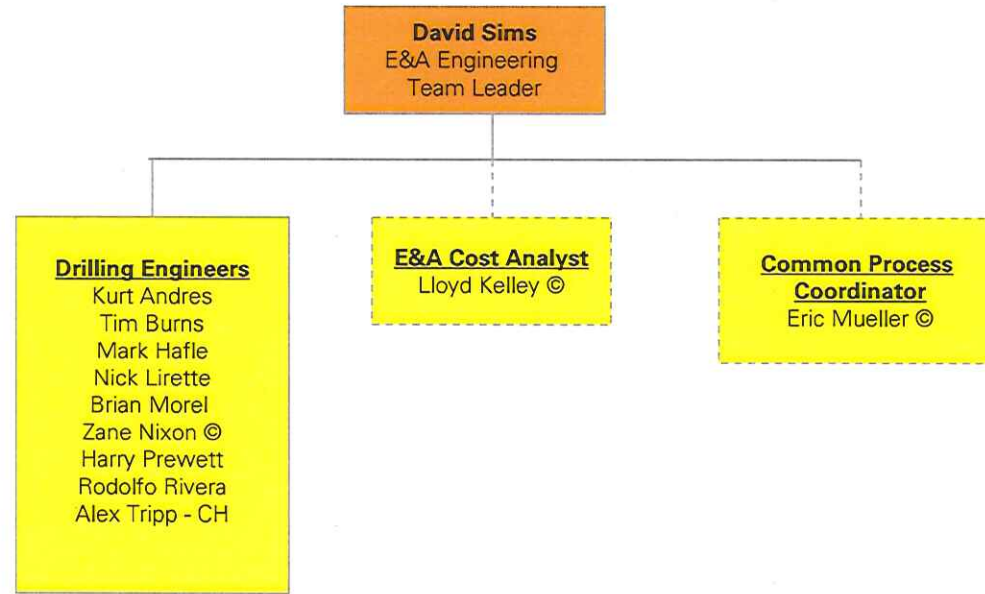 David Sims
E&A Engineering
Team Leader
Drilling Engineers
Kurt Andres
Tim Burns
Mark Hafle
Nick Lirette
Brian Morel
Zane Nixon ©
Harry Prewett
Rodolfo Rivera
Alex Tripp - CH
E&A Cost Analyst
Lloyd Kelley ©
Common Process
Coordinator
Eric Mueller ©